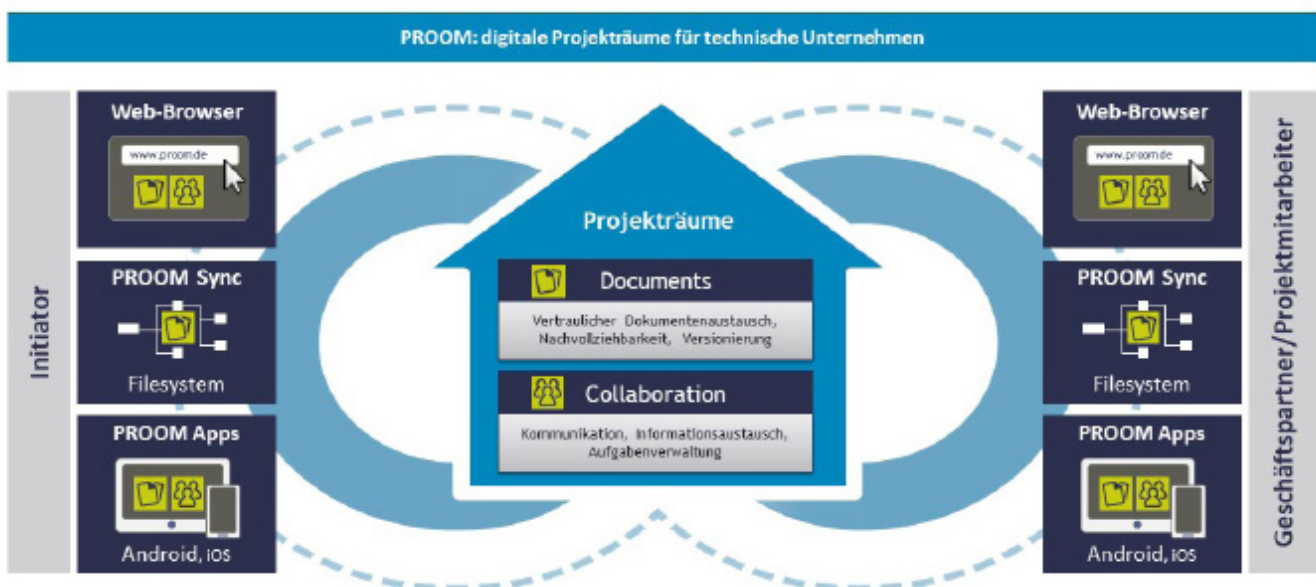 PROOM: digitale Projekträume für technische Unternehmen
Initiator
Web-Browser
www.proom.de
PROOM Sync
Filesystem
PROOM Apps
Android, iOS
Projekträume
Documents
Vertraulicher Dokumentenaustausch,
Nachvollziehbarkeit, Versionierung
Collaboration
Kommunikation, Informationsaustausch,
Aufgabenverwaltung
Web-Browser
www.proom.de
PROOM Sync
Filesystem
PROOM Apps
Android, iOS
Geschäftspartner/Projektmitarbeiter